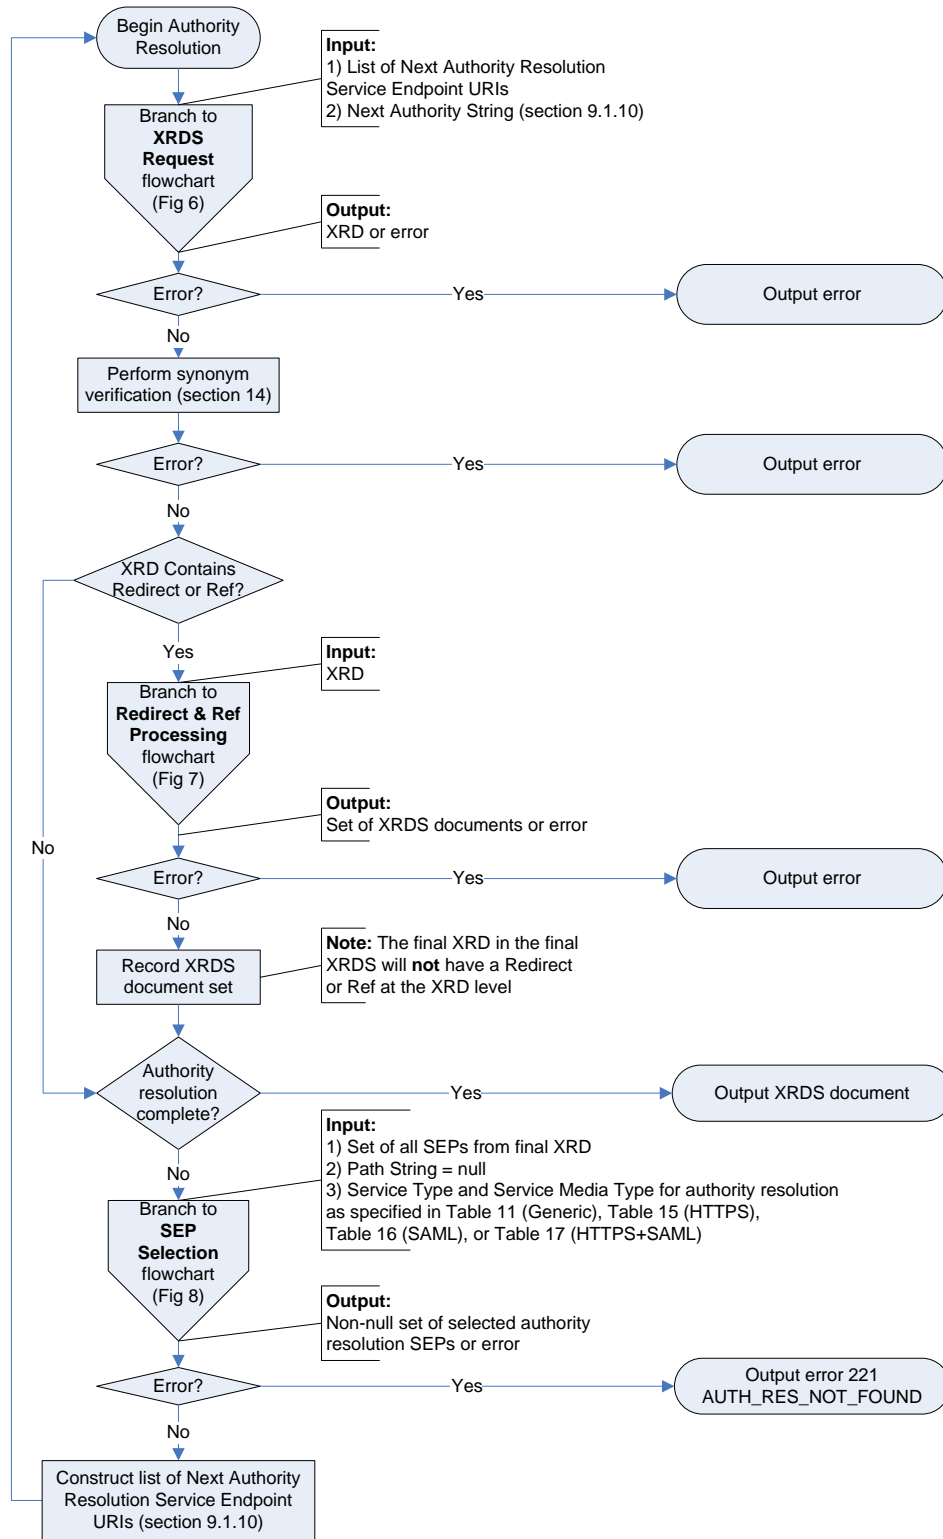 Begin Authority
Resolution
Input:
1) List of Next Authority Resolution
Service Endpoint URIs
2) Next Authority String (section 9.1.10)
Branch to
XRDS
Request
flowchart
(Fig 6)
Output:
XRD or error
Error?
Yes
Output error
No
Perform synonym
verification (section 14)
Error?
Yes
Output error
No
XRD Contains
Redirect or Ref?
Yes
Input:
XRD
Branch to
Redirect & Ref
Processing
flowchart
(Fig 7)
Output:
Set of XRDS documents or error
No
Error?
Yes
Output error
No
Record XRDS
document set
Note: The final XRD in the final
XRDS will not have a Redirect
or Ref at the XRD level
Authority
resolution
complete?
Yes
Output XRDS document
No
Input:
1) Set of all SEPs from final XRD
2) Path String = null
3) Service Type and Service Media Type for authority resolution
as specified in Table 11 (Generic), Table 15 (HTTPS),
Table 16 (SAML), or Table 17 (HTTPS+SAML)
Branch to
SEP
Selection
flowchart
(Fig 8)
Output:
Non-null set of selected authority
resolution SEPs or error
Error?
Yes
Output error 221
AUTH_RES_NOT_FOUND
No
Construct list of Next Authority
Resolution Service Endpoint
URIs (section 9.1.10)